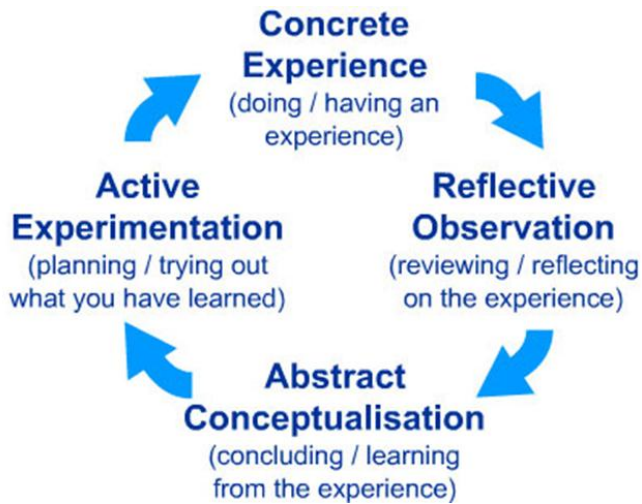 Concrete
Experience
(doing / having an
experience)
Reflective
Observation
(reviewing / reflecting
on the experience)
Abstract
Conceptualisation
(concluding / learning
from the experience)
Active
Experimentation
(planning / trying out
what you have learned)